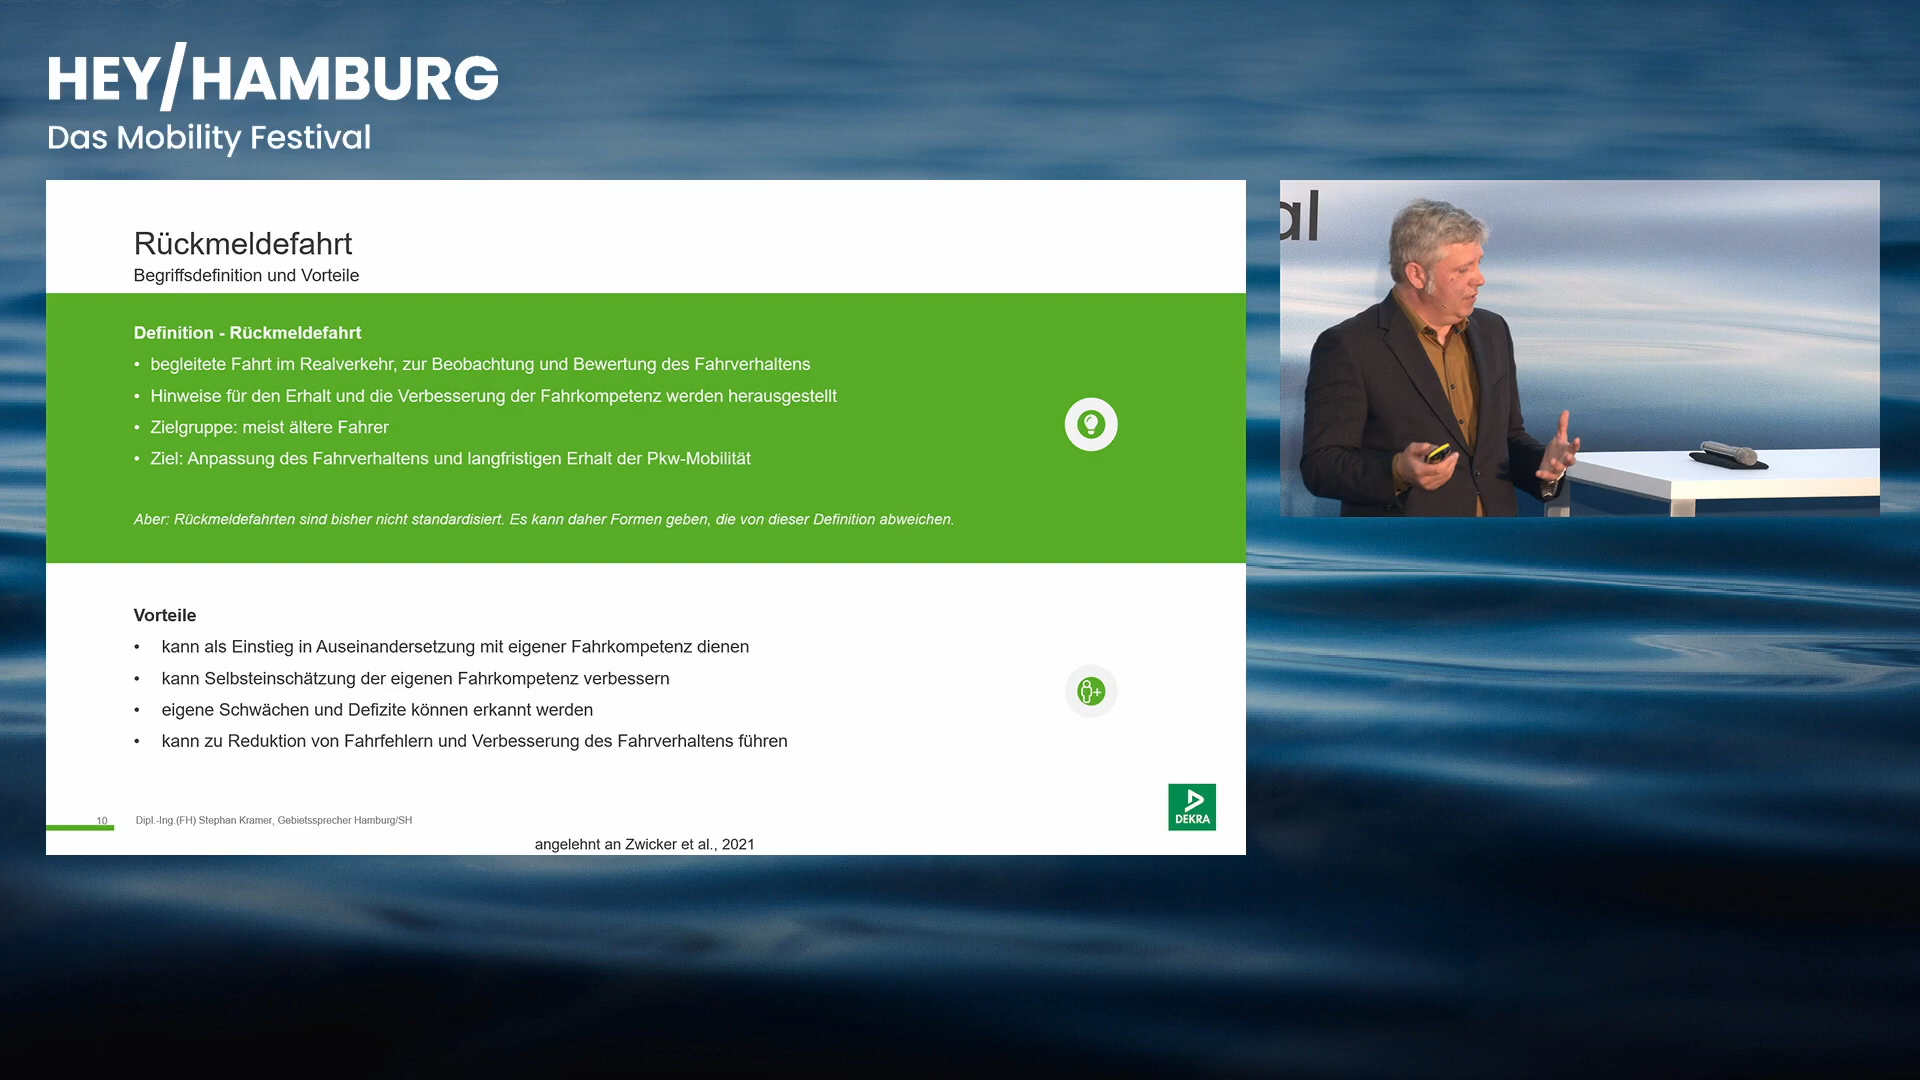 HEY/HAMBURG
Das Mobility Festival
Rückmeldefahrt
Begriffsdefinition und Vorteile
Definition - Rückmeldefahrt
• begleitete Fahrt im Realverkehr, zur Beobachtung und Bewertung des Fahrverhaltens
• Hinweise für den Erhalt und die Verbesserung der Fahrkompetenz werden herausgestellt
• Zielgruppe: meist ältere Fahrer
• Ziel: Anpassung des Fahrverhaltens und langfristigen Erhalt der Pkw-Mobilität
Aber: Rückmeldefahrten sind bisher nicht standardisiert. Es kann daher Formen geben, die von dieser Definition abweichen.
Vorteile
• kann als Einstieg in Auseinandersetzung mit eigener Fahrkompetenz dienen
• kann Selbsteinschätzung der eigenen Fahrkompetenz verbessern
• eigene Schwächen und Defizite können erkannt werden
• kann zu Reduktion von Fahrfehlern und Verbesserung des Fahrverhaltens führen
10 Dipl.-Ing.(FH) Stephan Kramer, Gebietssprecher Hamburg/SH
DEKRA
angelehnt an Zwicker et al., 2021
al